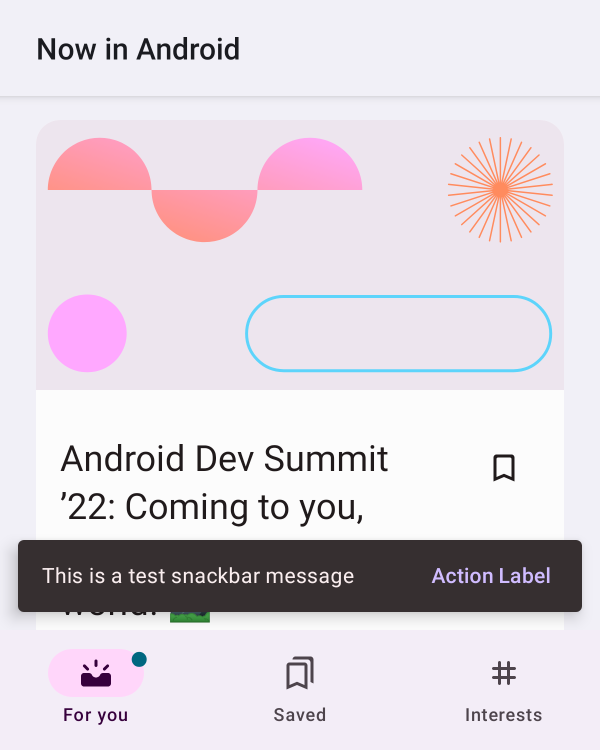 Now in Android
Android Dev Summit
’22: Coming to you,
This is a test snackbar message
Action Label
For you
Saved
Interests